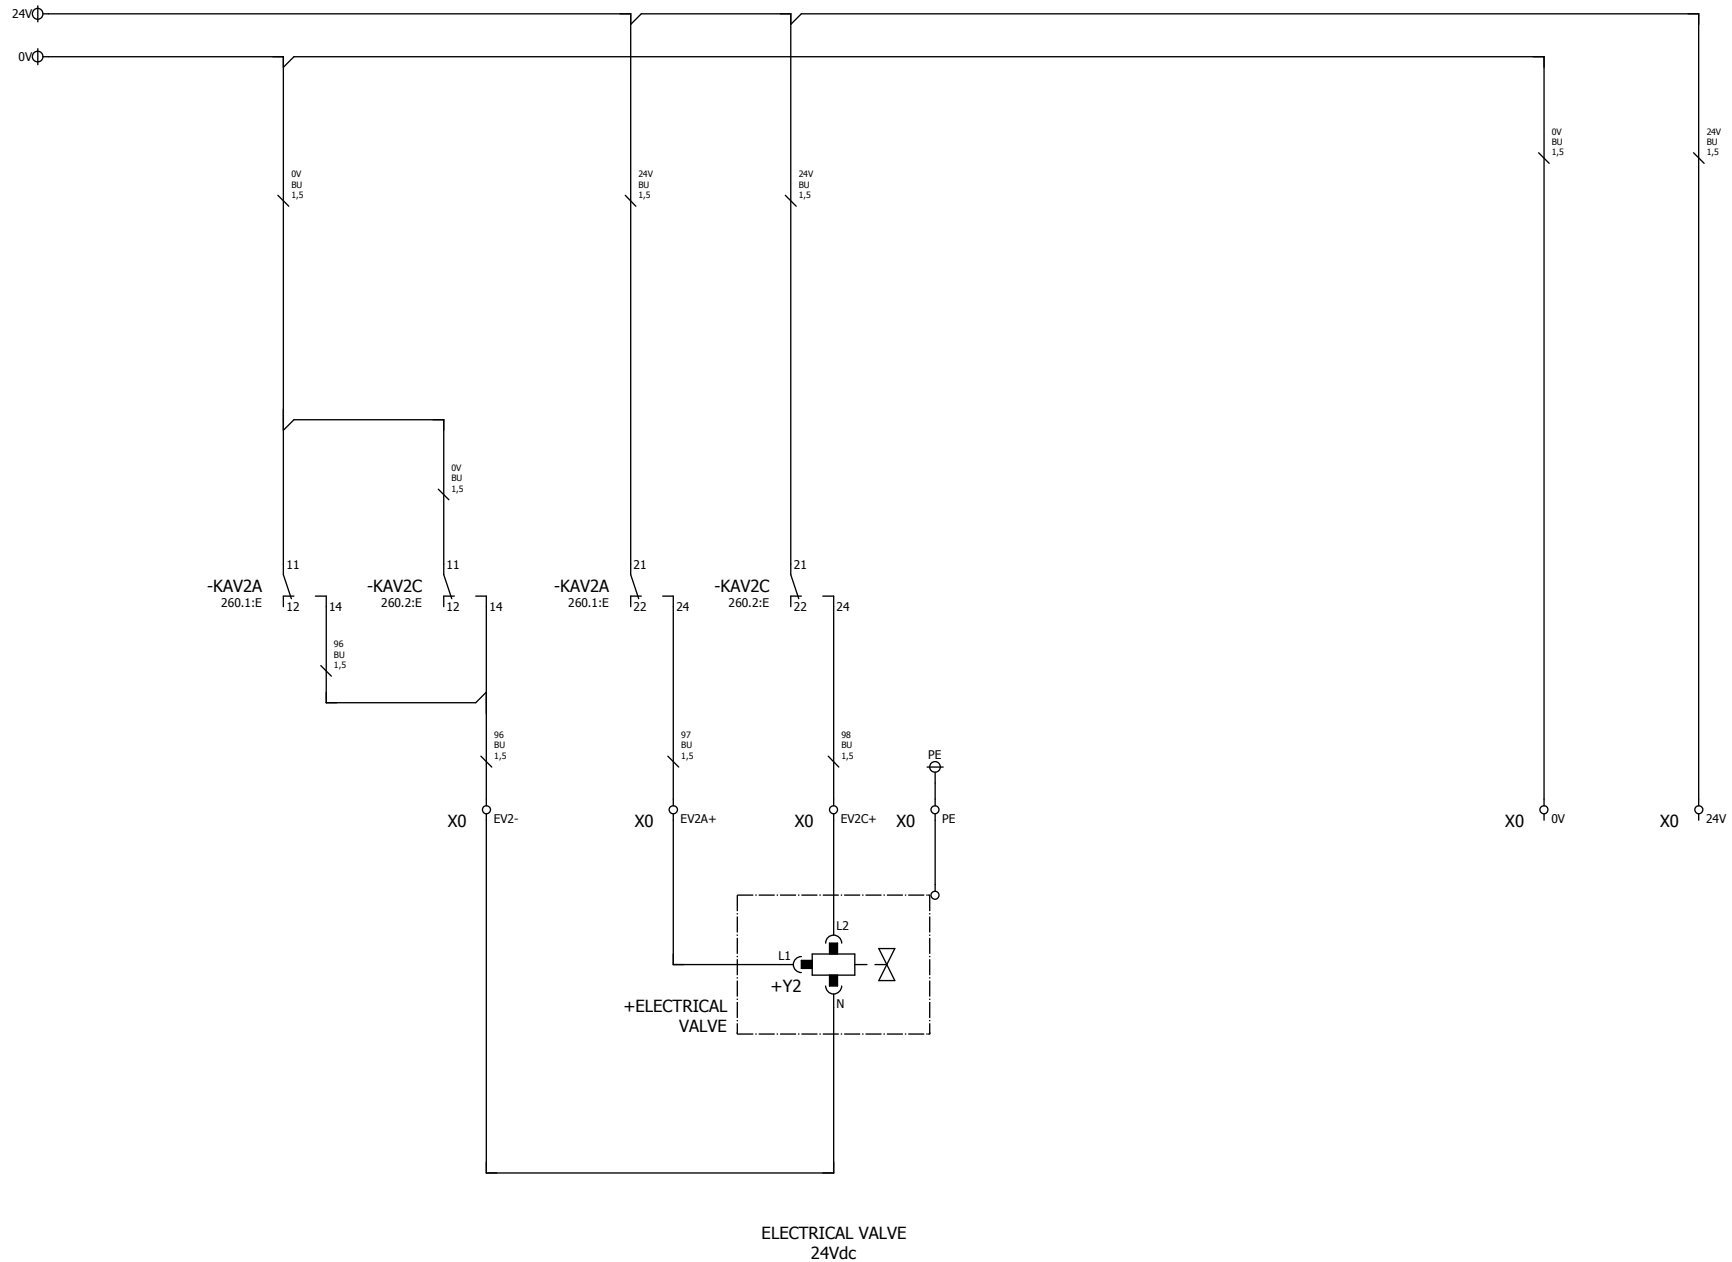 24V
0V
0V
BU
1,5
24V
BU
1,5
0V
BU
1,5
24V
BU
1,5
24V
BU
1,5
0V
BU
1,5
11
-KAV2A
260.1:E
12
14
11
-KAV2C
260.2:E
12
14
21
-KAV2A
260.1:E
22
24
21
-KAV2C
260.2:E
22
24
96
BU
1,5
96
BU
1,5
97
BU
1,5
98
BU
1,5
PE
X0
EV2-
X0
EV2A+
X0
EV2C+
X0
PE
X0
0V
X0
24V
L2
L1
+Y2
N
+ELECTRICAL
VALVE
ELECTRICAL VALVE
24Vdc